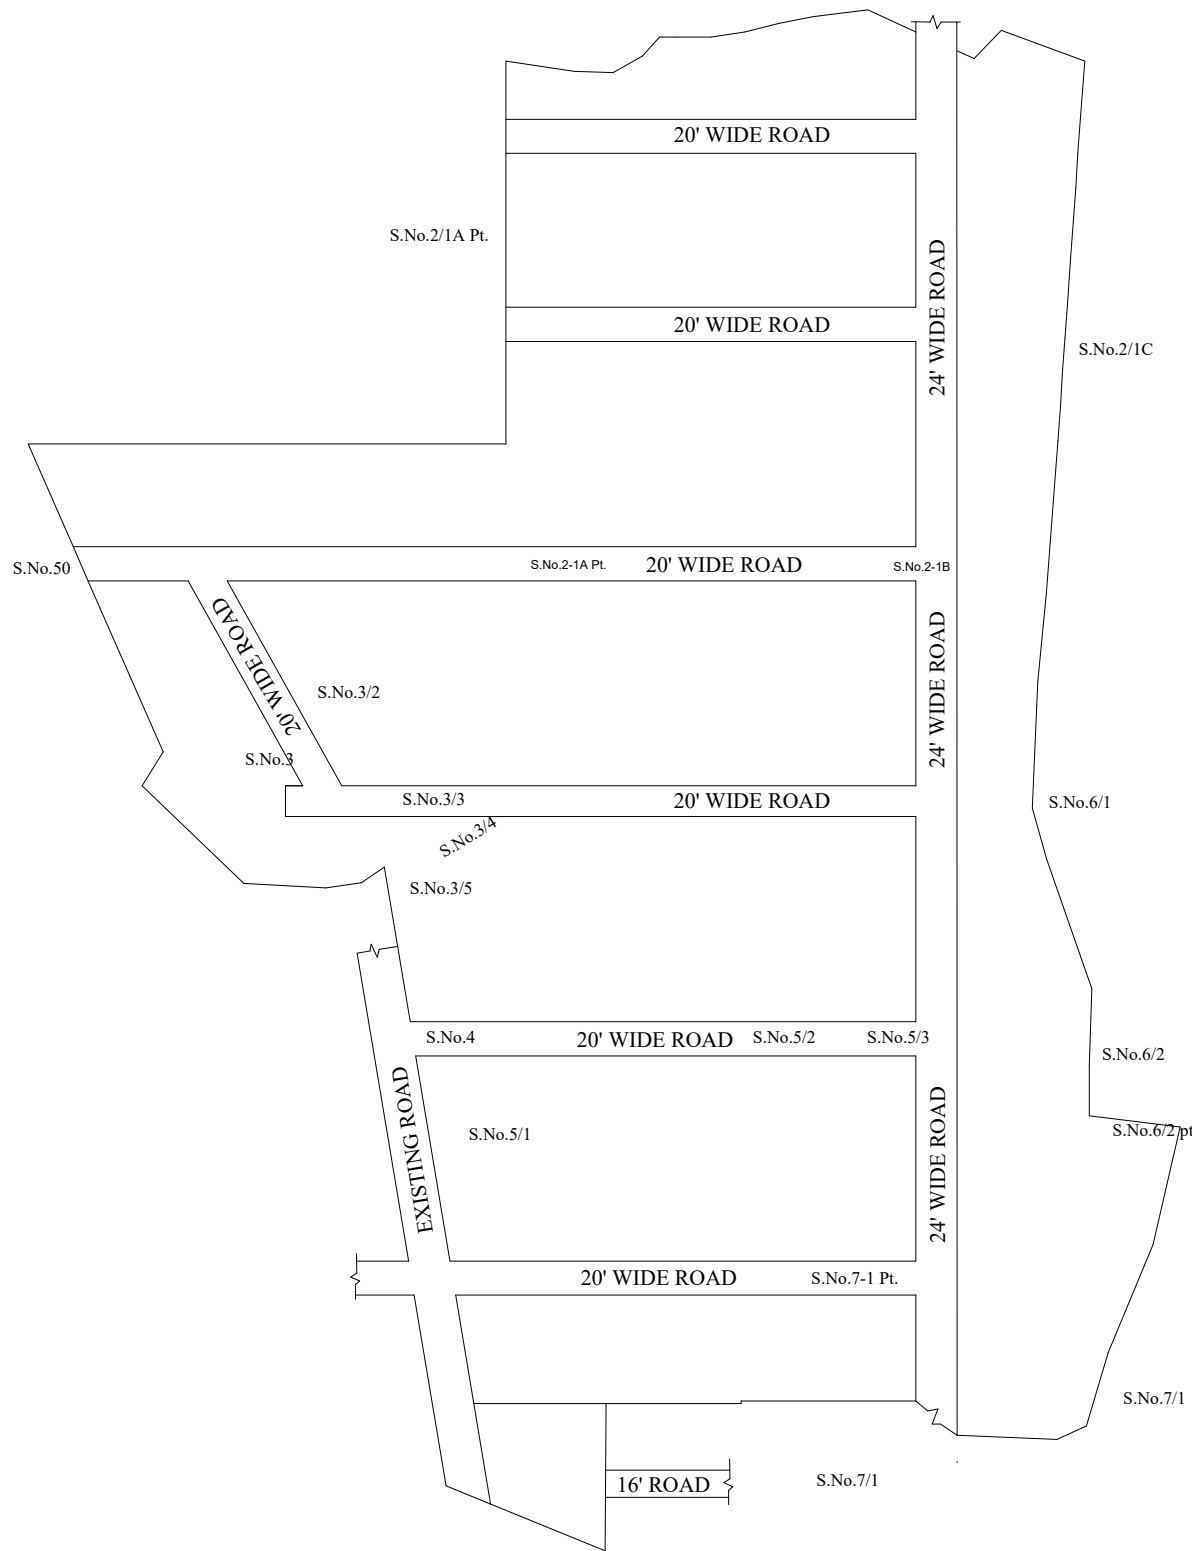 20' WIDE ROAD
S.No.2/1A Pt.
24' WIDE ROAD
20' WIDE ROAD
S.No.2/1C
S.No.50
S.No.2-1A Pt.
20' WIDE ROAD
S.No.2-1B
20' WIDE ROAD
24' WIDE ROAD
S.No.3/2
S.No.3
S.No.3/3
20' WIDE ROAD
S.No.6/1
S.No.3/4
S.No.3/5
S.No.4
20' WIDE ROAD
S.No.5/2
S.No.5/3
S.No.6/2
EXISTING ROAD
S.No.5/1
24' WIDE ROAD
S.No.6/2 pt
20' WIDE ROAD
S.No.7-1 Pt.
S.No.7/1
16' ROAD
S.No.7/1